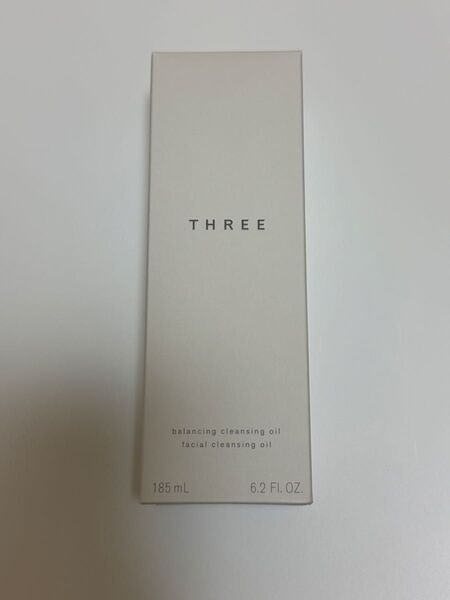 THREE
balancing cleansing oil
facial cleansing oil
185 mL 6.2 Fl. OZ.